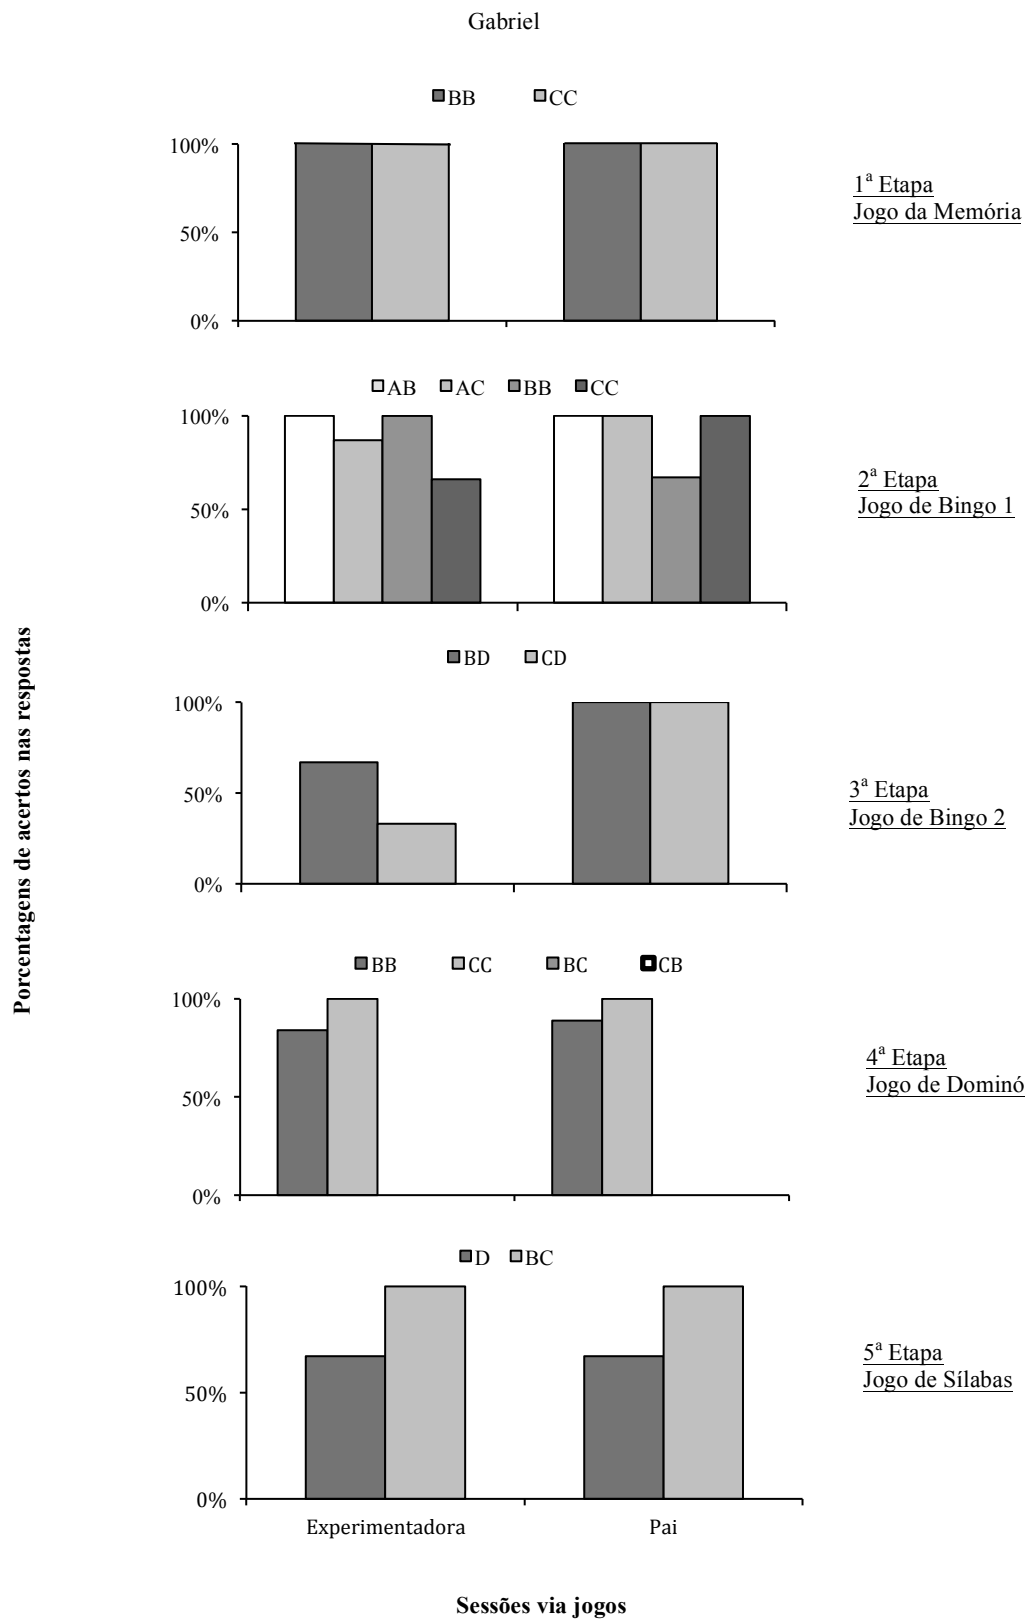 Gabriel
BB CC
100%
50%
0%
1ª Etapa
Jogo da Memória
AB AC BB CC
100%
50%
0%
2ª Etapa
Jogo de Bingo 1
BD CD
100%
50%
0%
3ª Etapa
Jogo de Bingo 2
BB CC BC CB
100%
50%
0%
4ª Etapa
Jogo de Dominó
D BC
100%
50%
0%
5ª Etapa
Jogo de Sílabas
Experimentadora Pai
Porcentagens de acertos nas respostas
Sessões via jogos